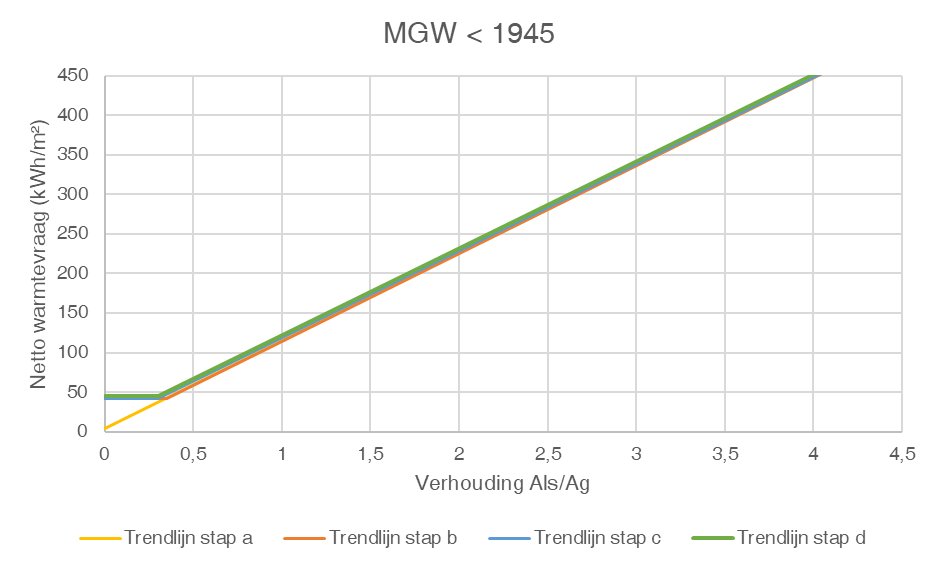 MGW < 1945
Netto warmtevraag (kWh/m²)
450
400
350
300
250
200
150
100
50
0
0 0,5 1 1,5 2 2,5 3 3,5 4 4,5
Verhouding Als/Ag
Trendlijn stap a Trendlijn stap b Trendlijn stap c Trendlijn stap d